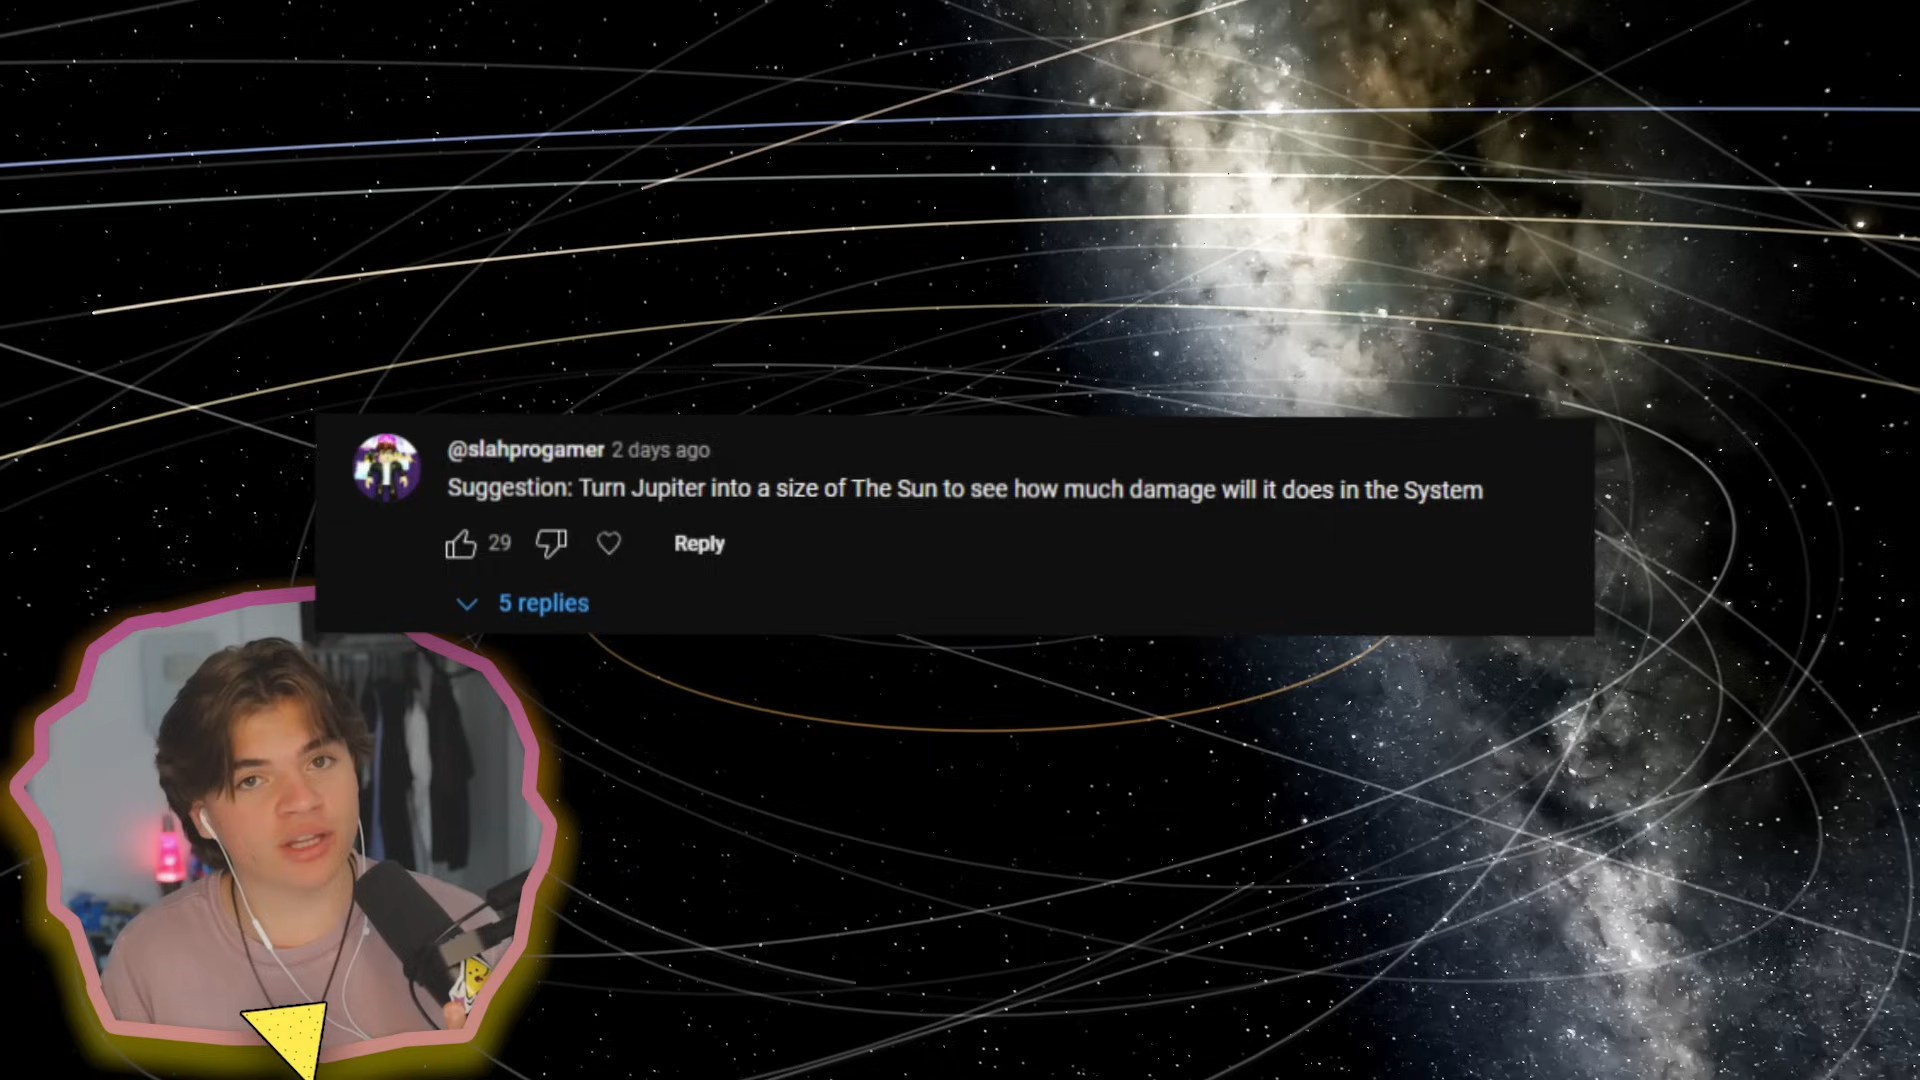 @slahprogamer 2 days ago
Suggestion: Turn Jupiter into a size of The Sun to see how much damage will it does in the System
29 Reply
5 replies